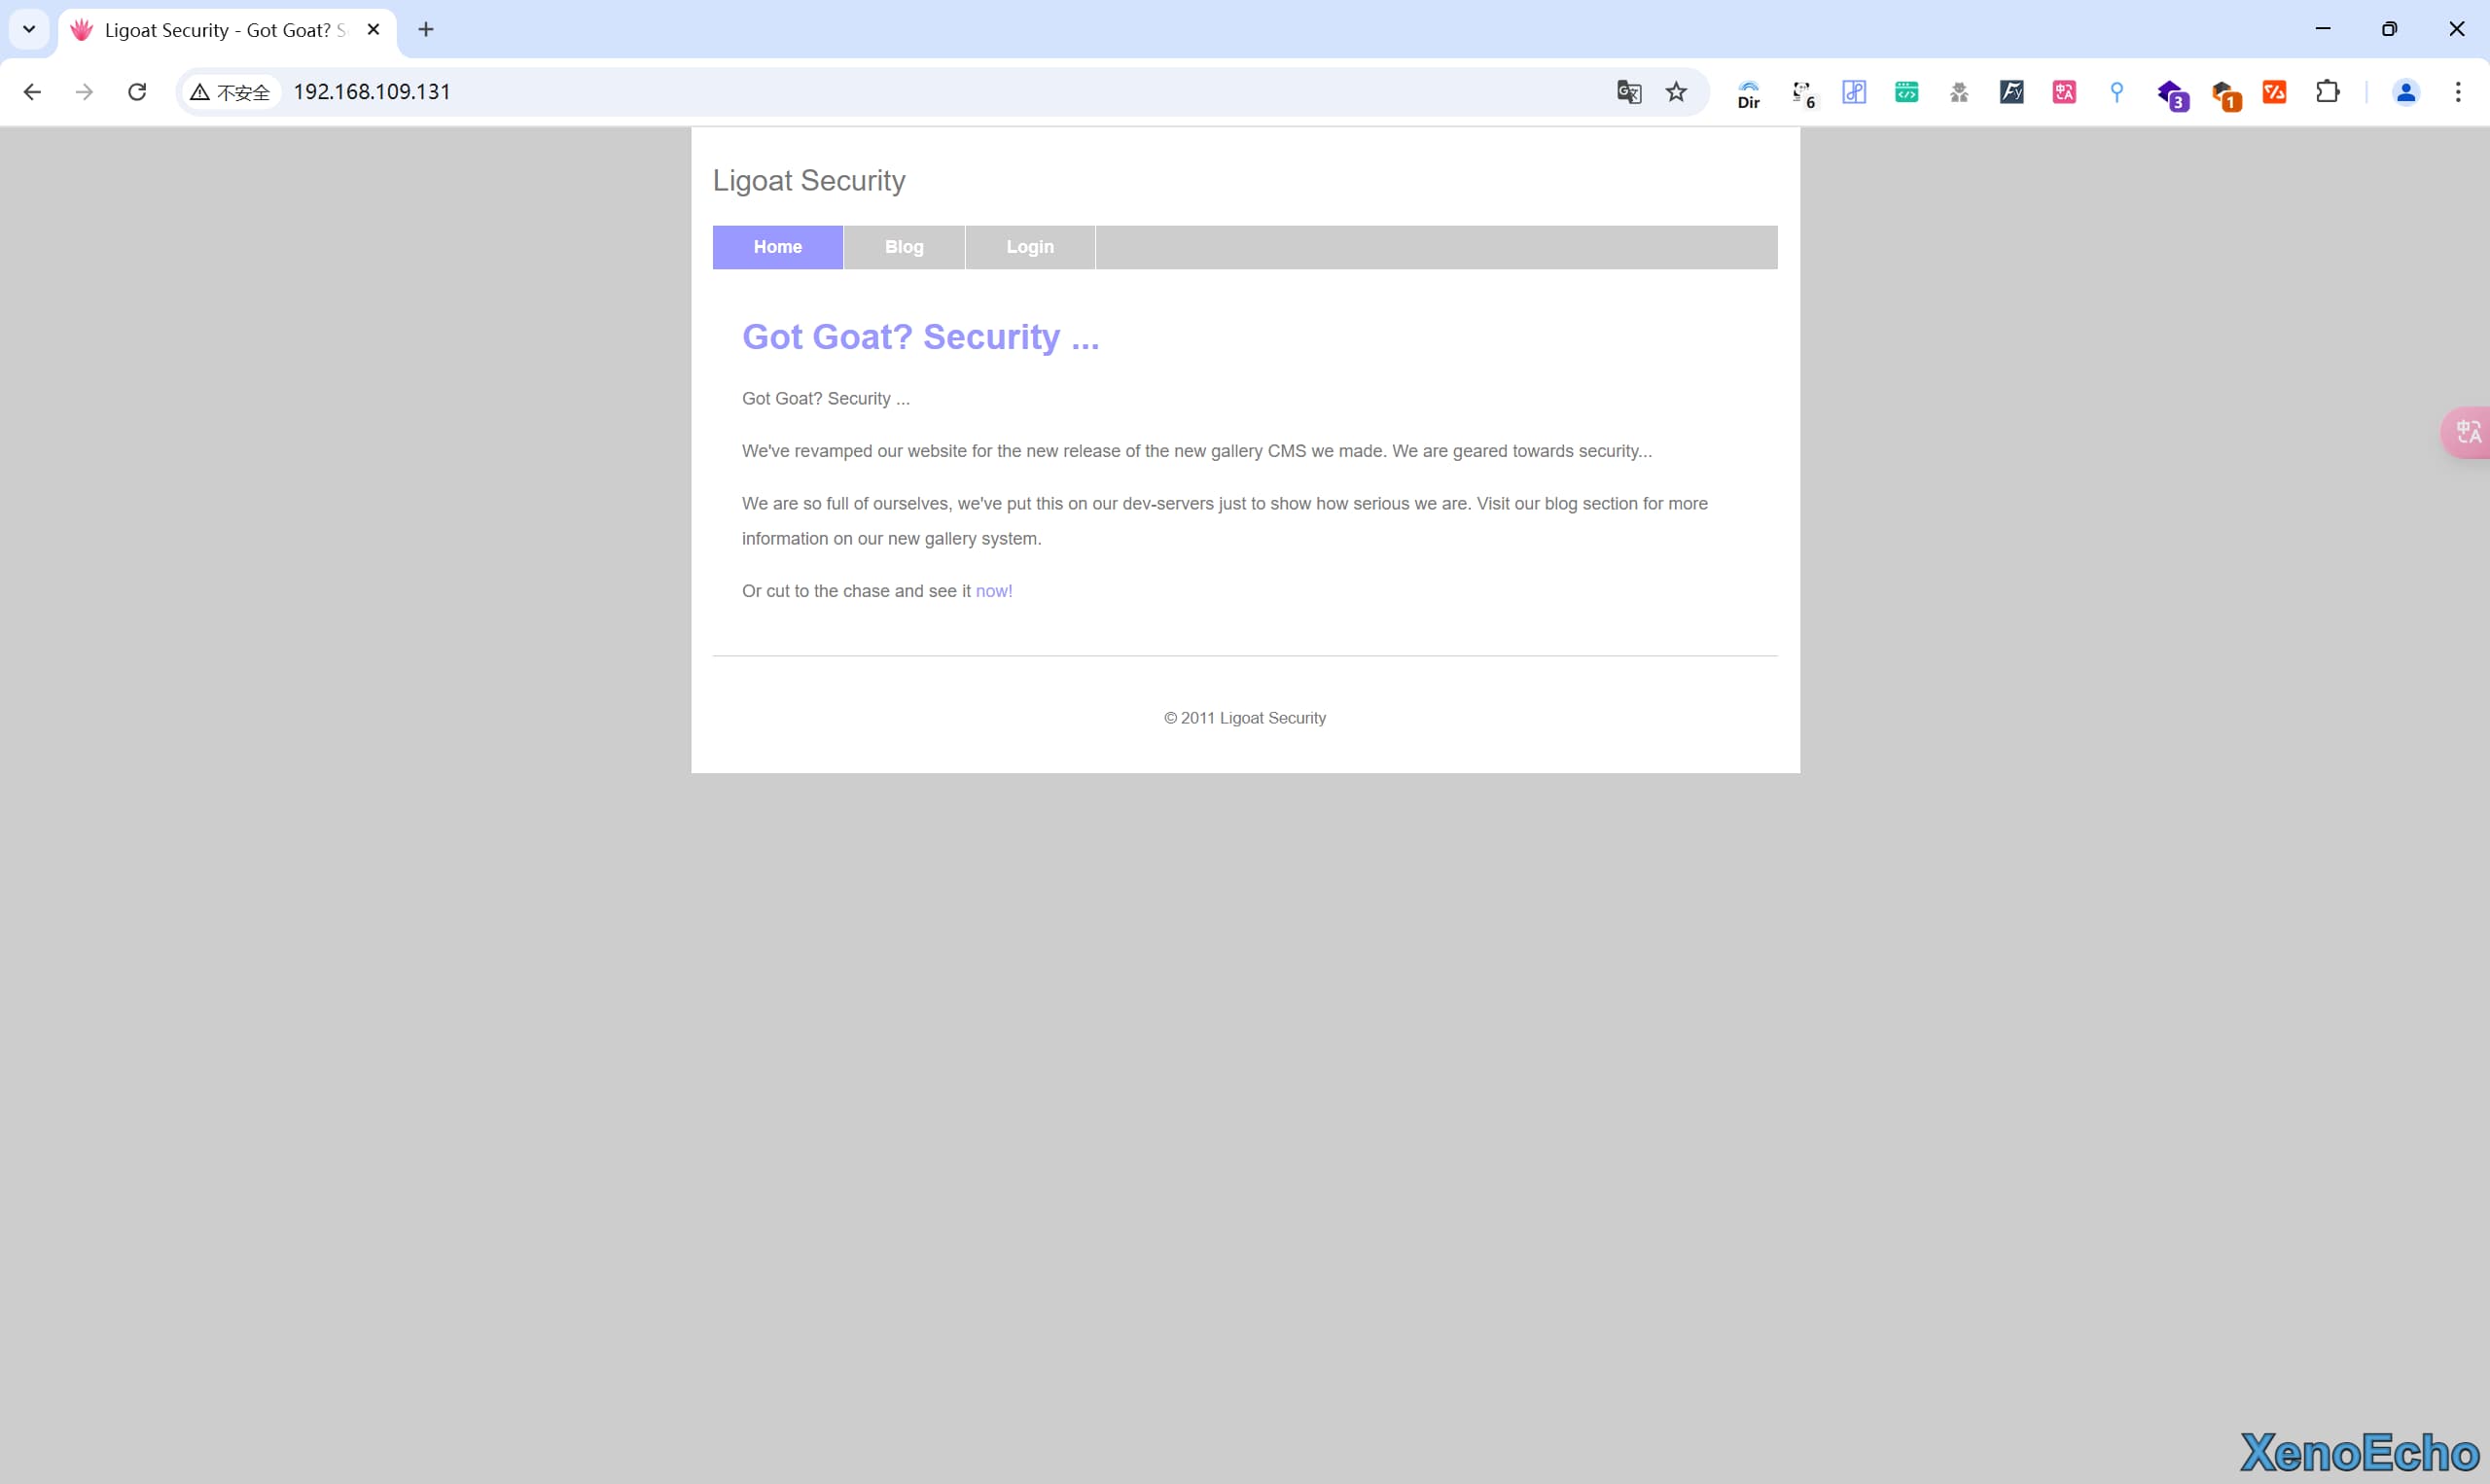 Ligoat Security - Got Goat? S
不安全
192.168.109.131
Dir
6
Fy
3
1
Ligoat Security
Home
Blog
Login
Got Goat? Security ...
Got Goat? Security ...
We've revamped our website for the new release of the new gallery CMS we made. We are geared towards security...
We are so full of ourselves, we've put this on our dev-servers just to show how serious we are. Visit our blog section for more
information on our new gallery system.
Or cut to the chase and see it now!
© 2011 Ligoat Security
XenoEcho